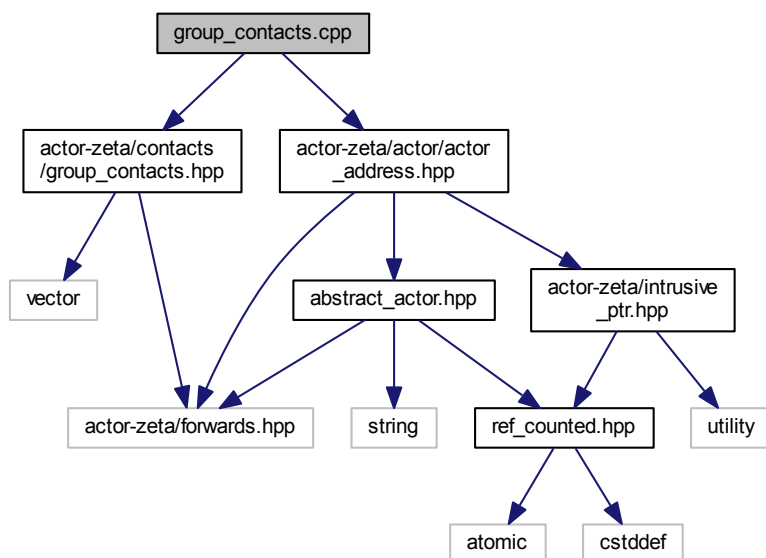 group_contacts.cpp
actor-zeta/contacts
/group_contacts.hpp
actor-zeta/actor/actor
_address.hpp
vector
abstract_actor.hpp
actor-zeta/intrusive
_ptr.hpp
actor-zeta/forwards.hpp
string
ref_counted.hpp
utility
atomic
cstddef